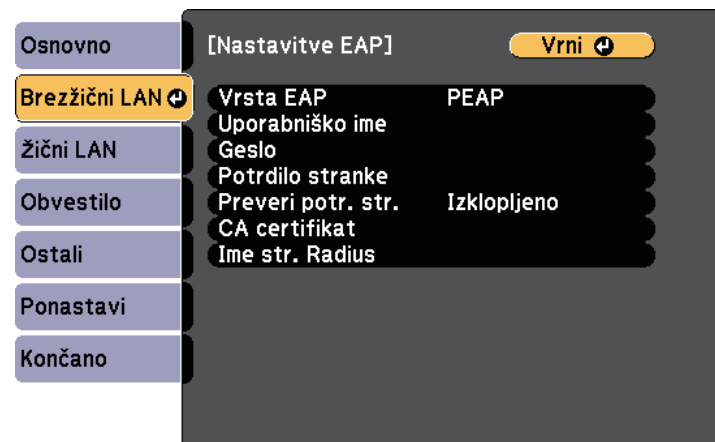 Osnovno
Brezžični LAN
Žični LAN
Obvestilo
Ostali
Ponastavi
Končano
[Nastavitve EAP]
Vrni
Vrsta EAP PEAP
Uporabniško ime
Geslo
Potrdilo stranke
Preveri potr. str. Izklopljeno
CA certifikat
Ime str. Radius